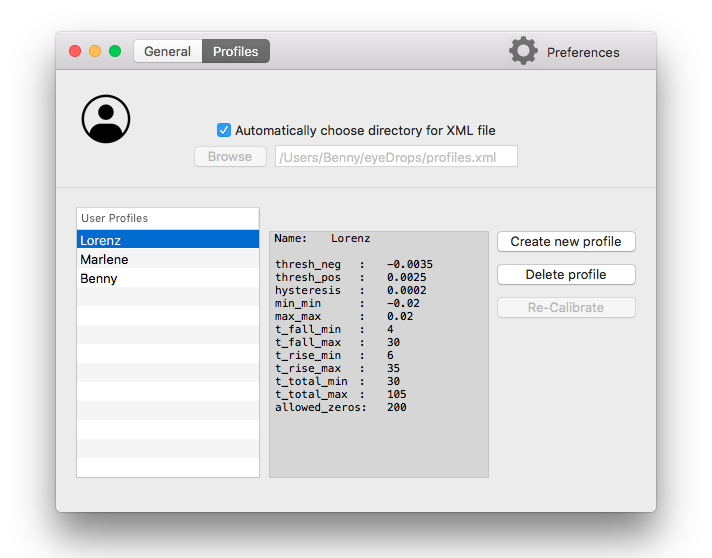 General Profiles Preferences
Automatically choose directory for XML file
Browse /Users/Benny/eyeDrops/profiles.xml
User Profiles
Lorenz
Marlene
Benny
Name: Lorenz
thresh_neg : -0.0035
thresh_pos : 0.0025
hysteresis : 0.0002
min_min : -0.02
max_max : 0.02
t_fall_min : 4
t_fall_max : 30
t_rise_min : 6
t_rise_max : 35
t_total_min : 30
t_total_max : 105
allowed_zeros: 200
Create new profile
Delete profile
Re-Calibrate